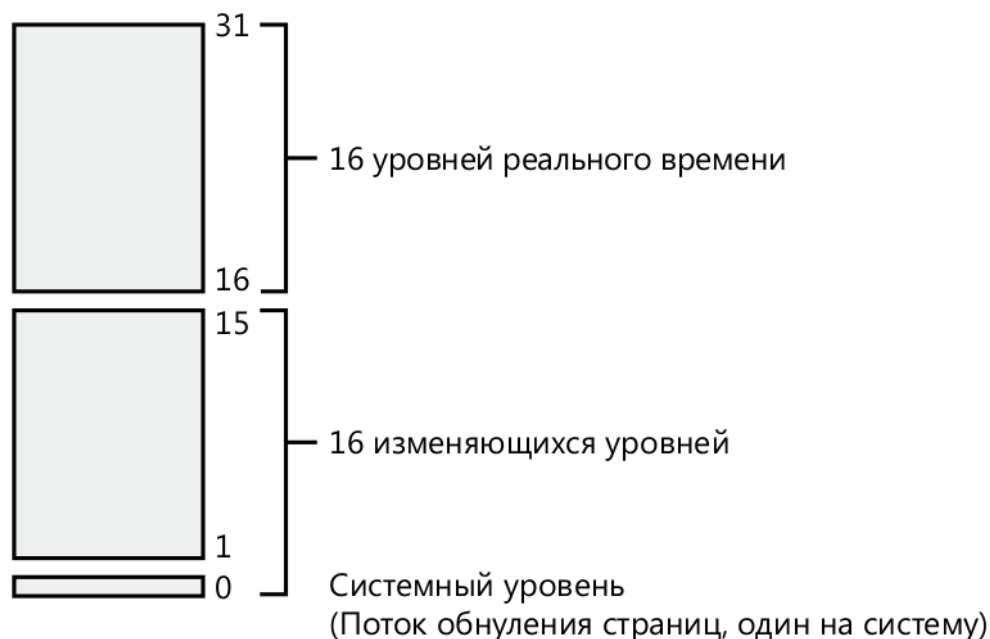 31
16 уровней реального времени
16
15
16 изменяющихся уровней
1
0
Системный уровень
(Поток обнуления страниц, один на систему)